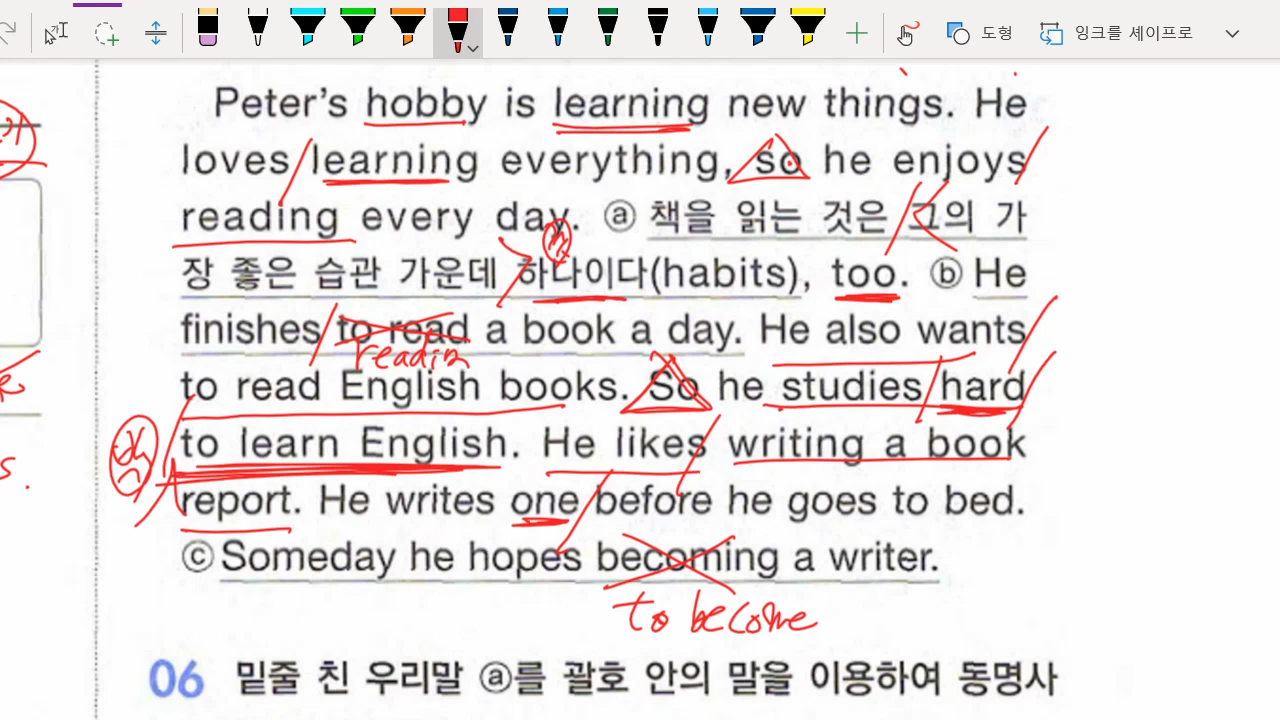 도형
잉크를 셰이프로
Peter's hobby is learning new things. He
loves learning everything, so he enjoys
reading every day. ⓐ 책을 읽는 것은 그의 가
장 좋은 습관 가운데 하나이다(habits), too. ⓑ He
finishes to read a book a day. He also wants
readin
to read English books. So he studies hard
to learn English. He likes writing a book
report. He writes one before he goes to bed.
ⓒ Someday he hopes becoming a writer.
to become
06 밑줄 친 우리말 ⓐ를 괄호 안의 말을 이용하여 동명사